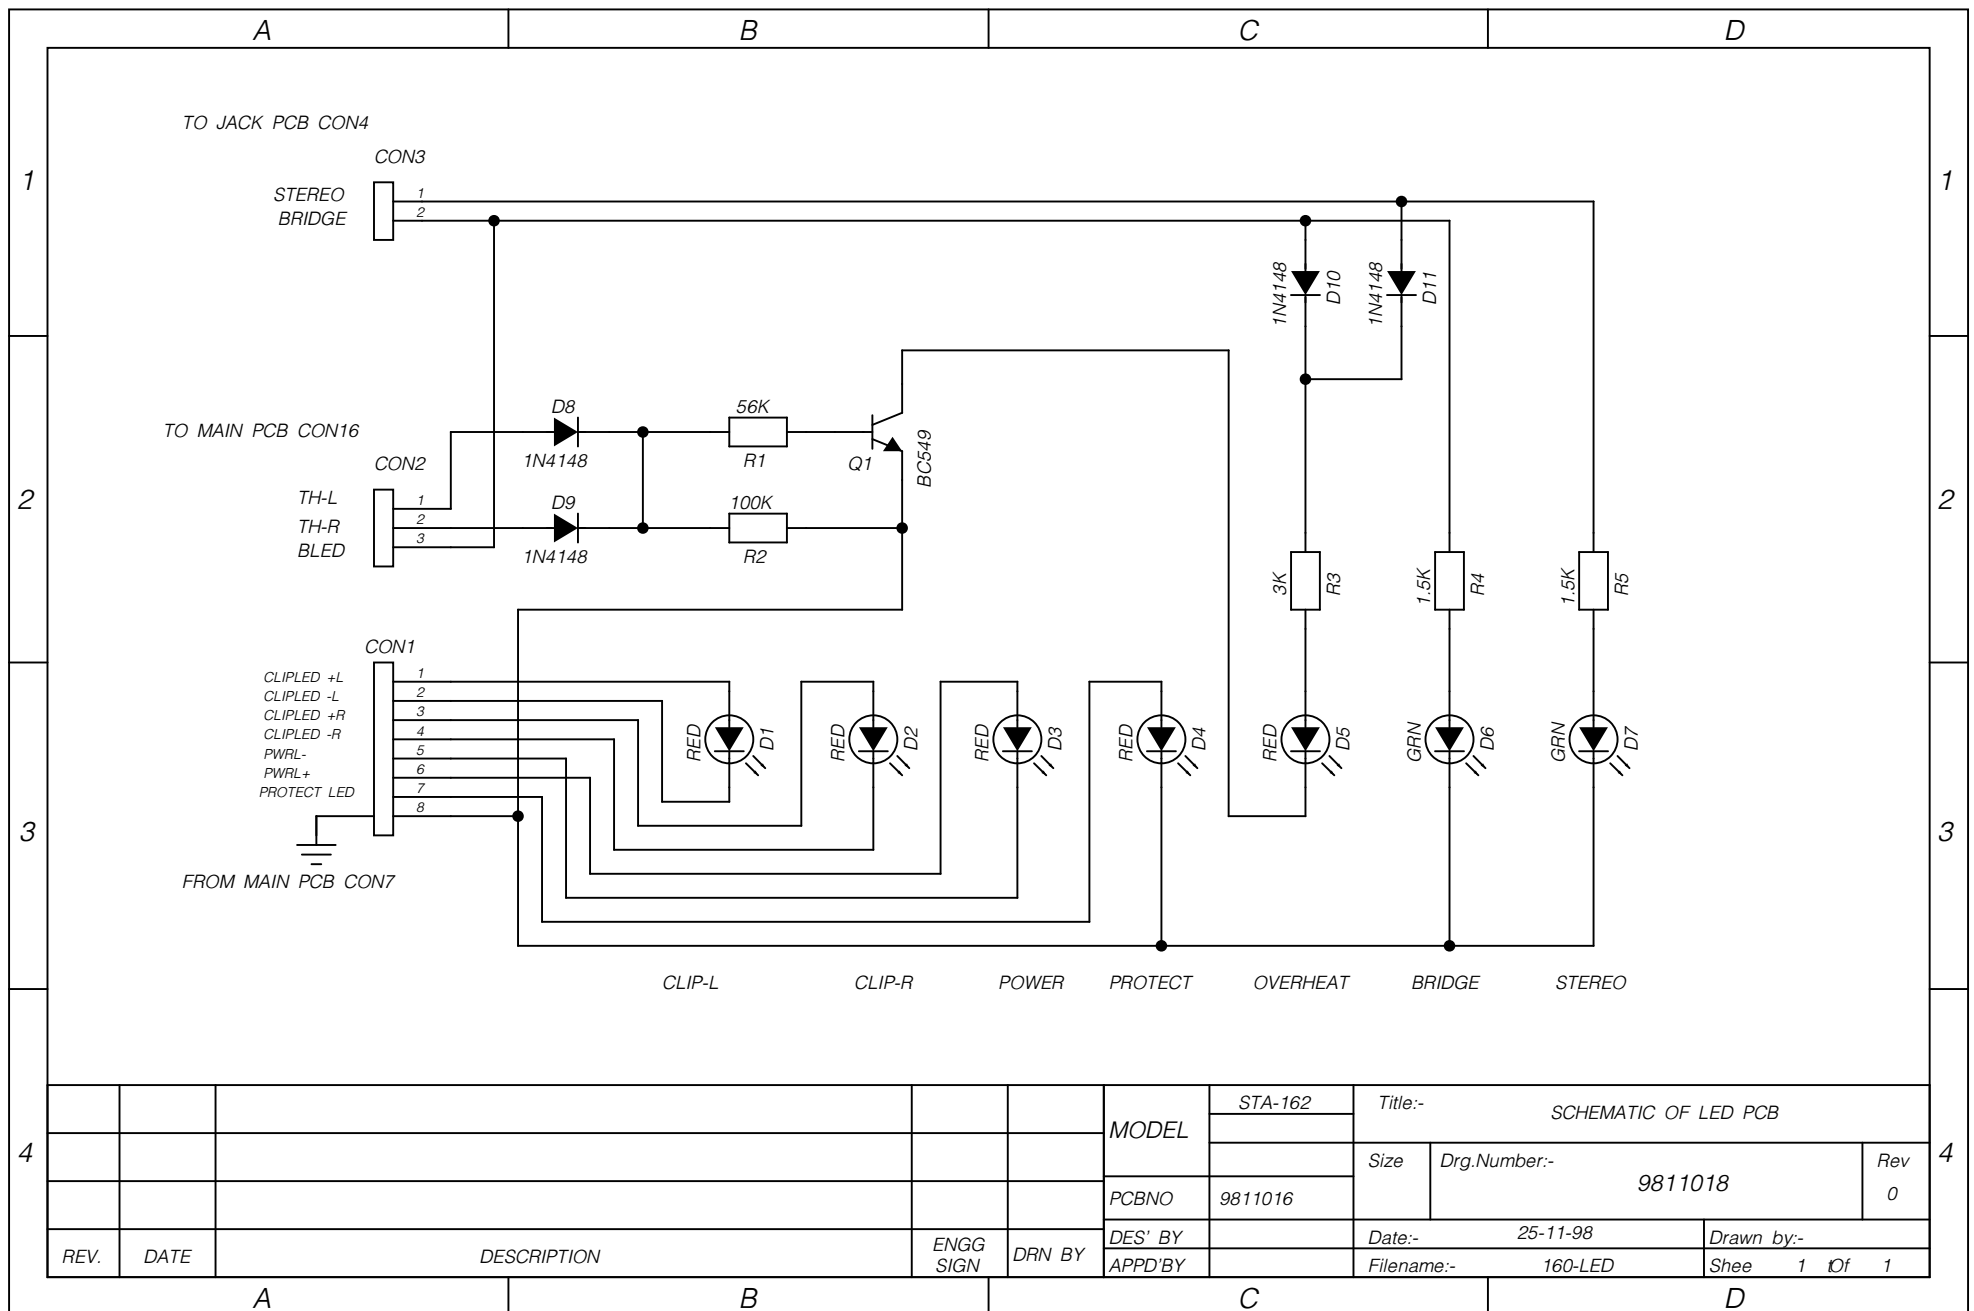 A B C D
1 1
TO JACK PCB CON4
CON3
STEREO 1
BRIDGE 2
1N4148 D10 1N4148 D11
TO MAIN PCB CON16
CON2
D8
1N4148
56K
R1
Q1
BC549
2 2
TH-L 1
TH-R 2
BLED 3
D9
1N4148
100K
R2
3K R3 1.5K R4 1.5K R5
CON1
CLIPLED +L 1
CLIPLED -L 2
CLIPLED +R 3
CLIPLED -R 4
PWRL- 5
PWRL+ 6
PROTECT LED 7
8
RED D1 RED D2 RED D3 RED D4 RED D5 GRN D6 GRN D7
3 3
FROM MAIN PCB CON7
CLIP-L CLIP-R POWER PROTECT OVERHEAT BRIDGE STEREO
4 4
MODEL STA-162
Title:- SCHEMATIC OF LED PCB
Size Drg.Number:- 9811018 Rev 0
PCBNO 9811016
DES' BY
APPD'BY
Date:- 25-11-98 Drawn by:-
Filename:- 160-LED Shee 1 tOf 1
REV. DATE DESCRIPTION ENGG SIGN DRN BY
A B C D